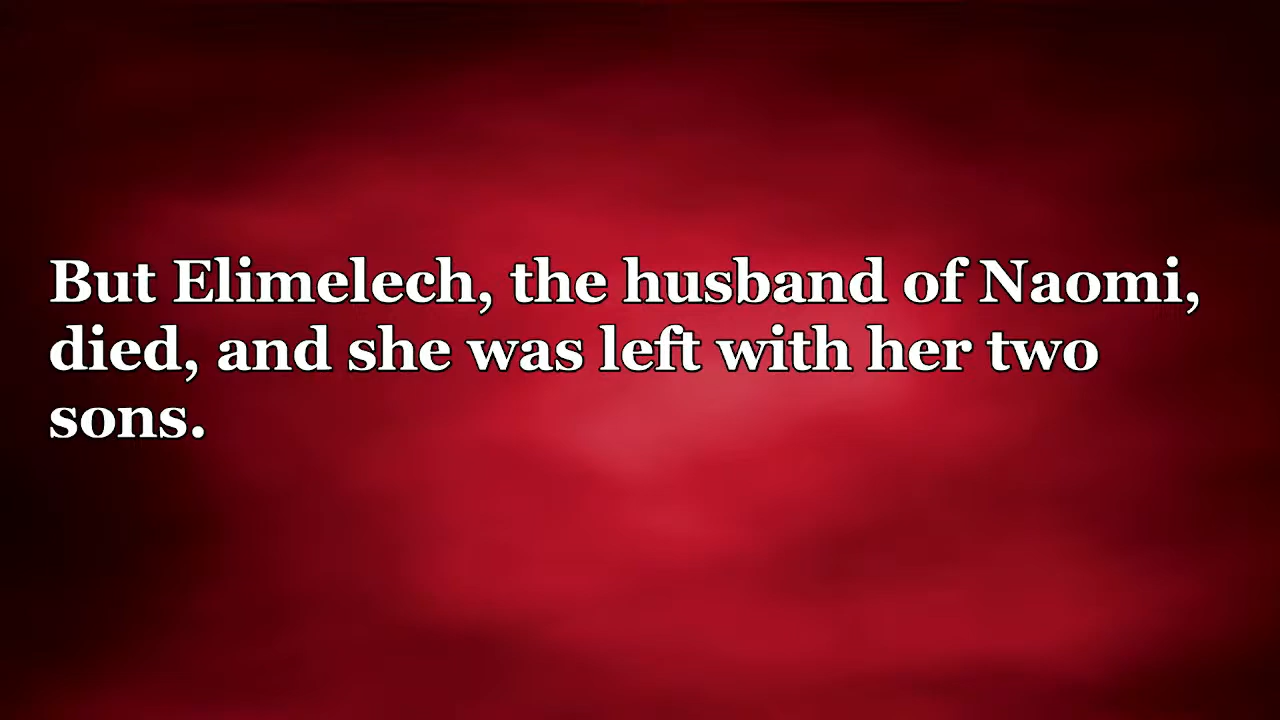 But Elimelech, the husband of Naomi,
died, and she was left with her two
sons.